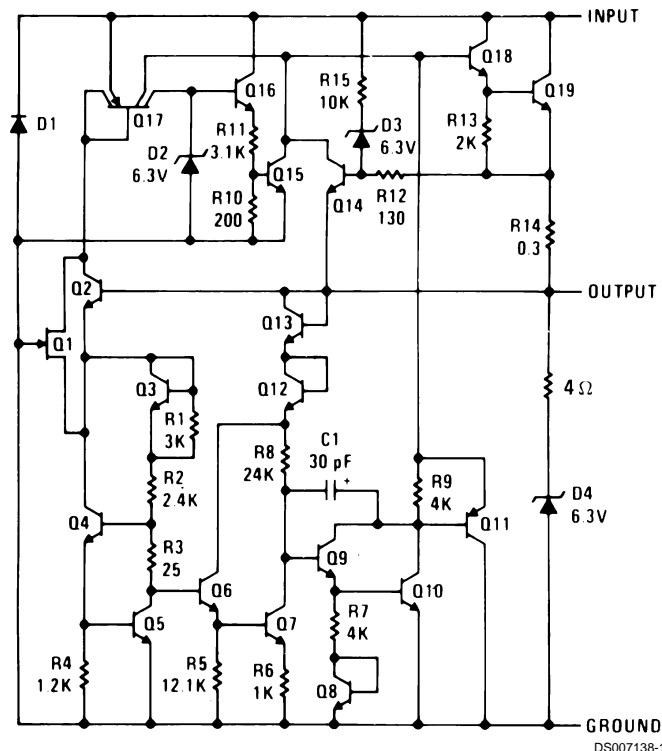 INPUT
Q18
R15
10K
Q16
Q19
Q17
D1
R11
3.1K
D3
6.3V
R13
2K
D2
6.3V
Q15
R10
200
Q14
R12
130
R14
0.3
Q2
OUTPUT
Q13
Q1
Q3
Q12
4Ω
R1
3K
R8
24K
C1
30 pF
+
R9
4K
R2
2.4K
Q11
D4
6.3V
Q4
R3
25
Q9
Q6
Q10
Q5
Q7
R7
4K
R4
1.2K
R5
12.1K
R6
1K
Q8
GROUND
DS007138-1